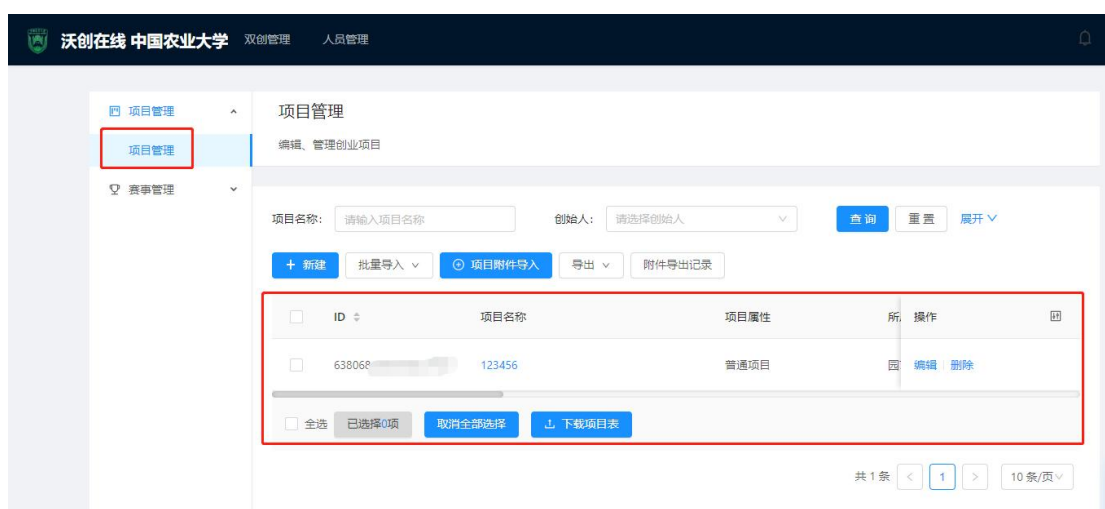 沃创在线 中国农业大学 双创管理 人员管理
项目管理
项目管理
赛事管理
项目管理
编辑、管理创业项目
项目名称： 请输入项目名称 创始人： 请选择创始人 查 询 重 置 展开
+ 新建 批量导入 项目附件导入 导出 附件导出记录
ID 项目名称 项目属性 所 操作
638068 123456 普通项目 园 编辑 删除
全选 已选择0项 取消全部选择 下载项目表
共 1 条 < 1 > 10 条/页